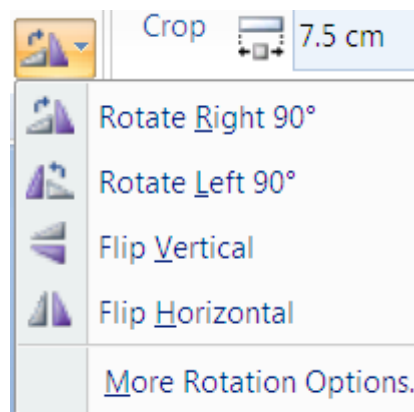 Crop 7.5 cm
Rotate Right 90°
Rotate Left 90°
Flip Vertical
Flip Horizontal
More Rotation Options.